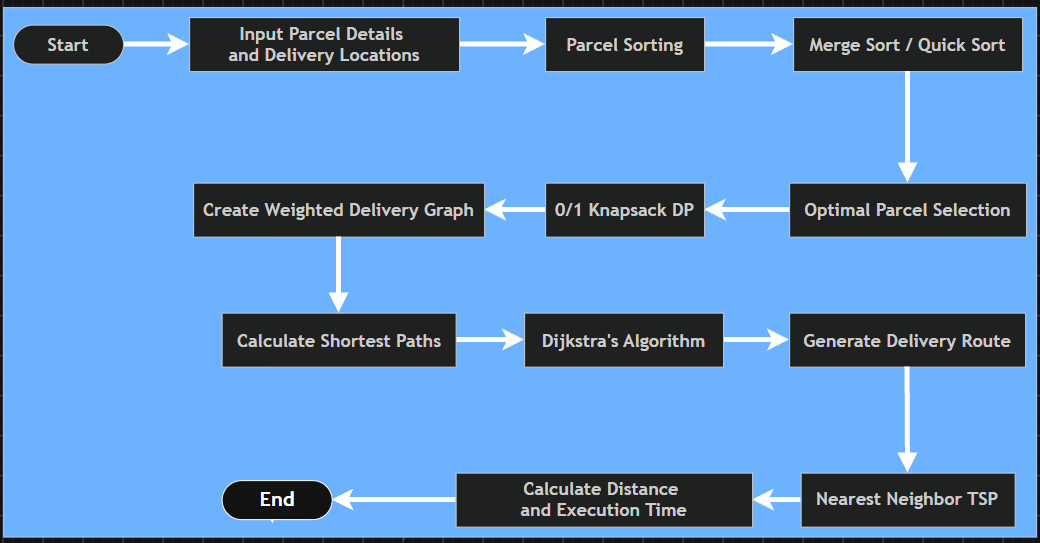 Start
Input Parcel Details
and Delivery Locations
Parcel Sorting
Merge Sort / Quick Sort
Optimal Parcel Selection
0/1 Knapsack DP
Create Weighted Delivery Graph
Calculate Shortest Paths
Dijkstra's Algorithm
Generate Delivery Route
Nearest Neighbor TSP
Calculate Distance
and Execution Time
End